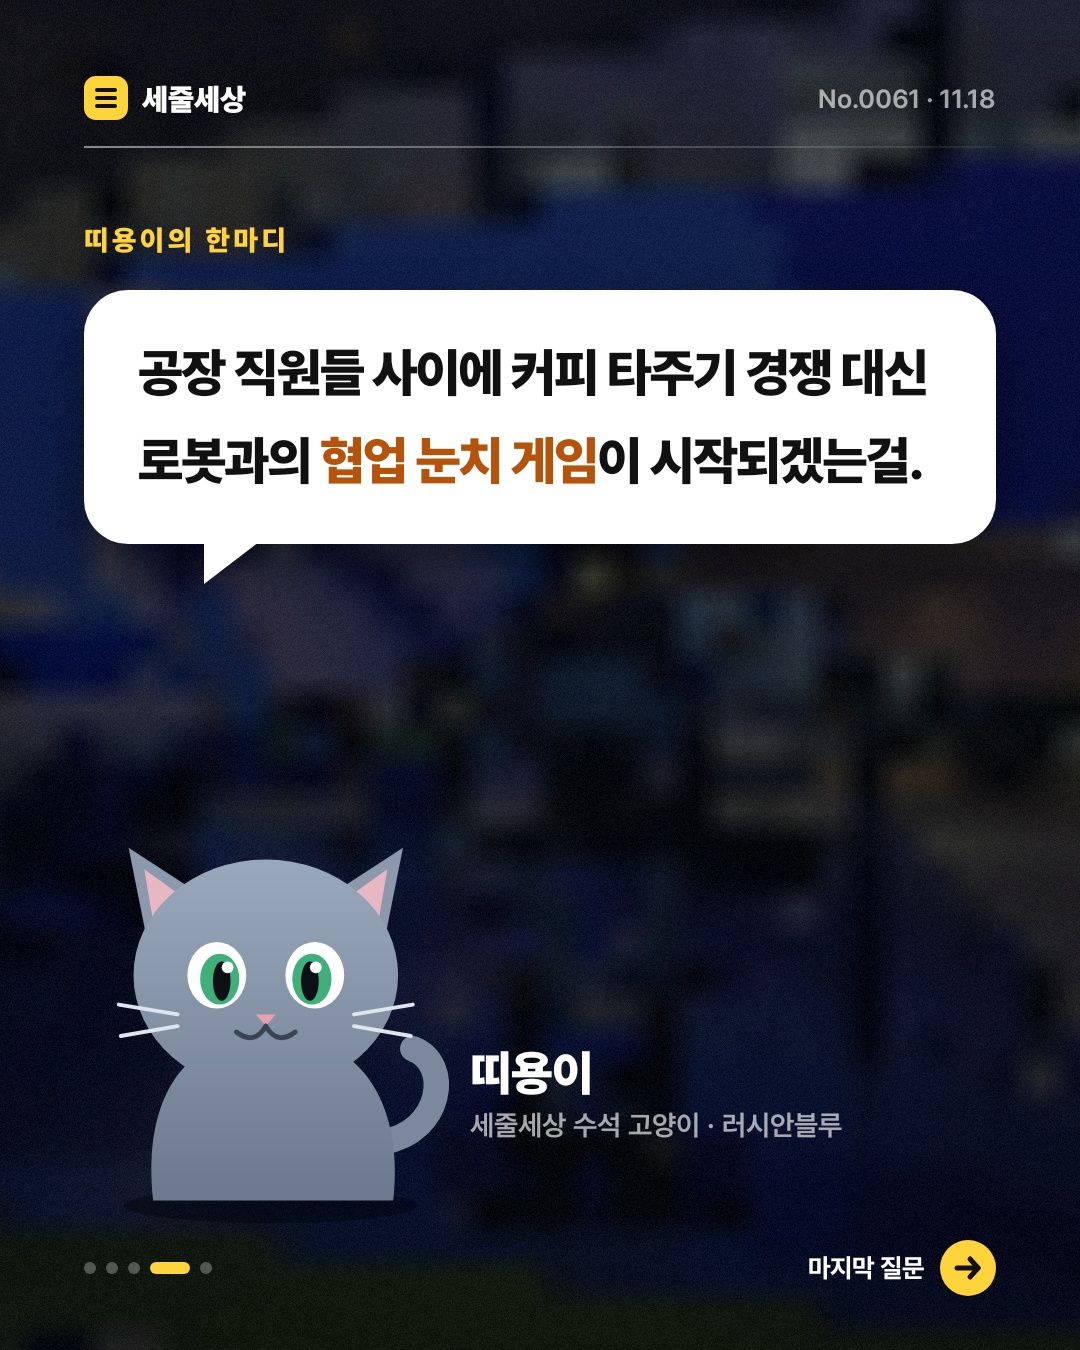 세줄세상
No.0061 · 11.18
띠용이의 한마디
공장 직원들 사이에 커피 타주기 경쟁 대신
로봇과의 협업 눈치 게임이 시작되겠는걸.
띠용이
세줄세상 수석 고양이 · 러시안블루
마지막 질문